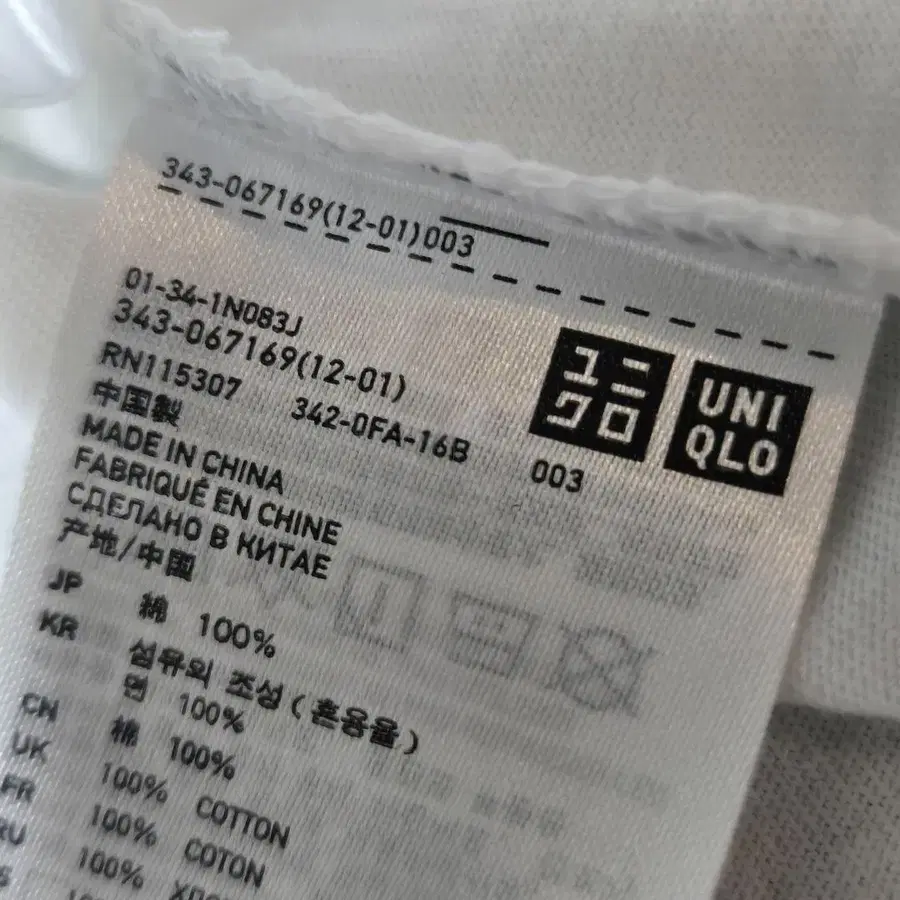 343-067169(12-01)003
01-34-1N083J
343-067169(12-01)
RN115307 342-0FA-16B 003
ユニ
クロ
UNI
QLO
中国製
MADE IN CHINA
FABRIQUÉ EN CHINE
СДЕЛАНО В КИТАЕ
产地/中国
JP 綿 100%
KR 섬유의 조성 (혼용율)
면 100%
CN 棉 100%
UK 100% COTTON
FR 100% COTON
RU 100%